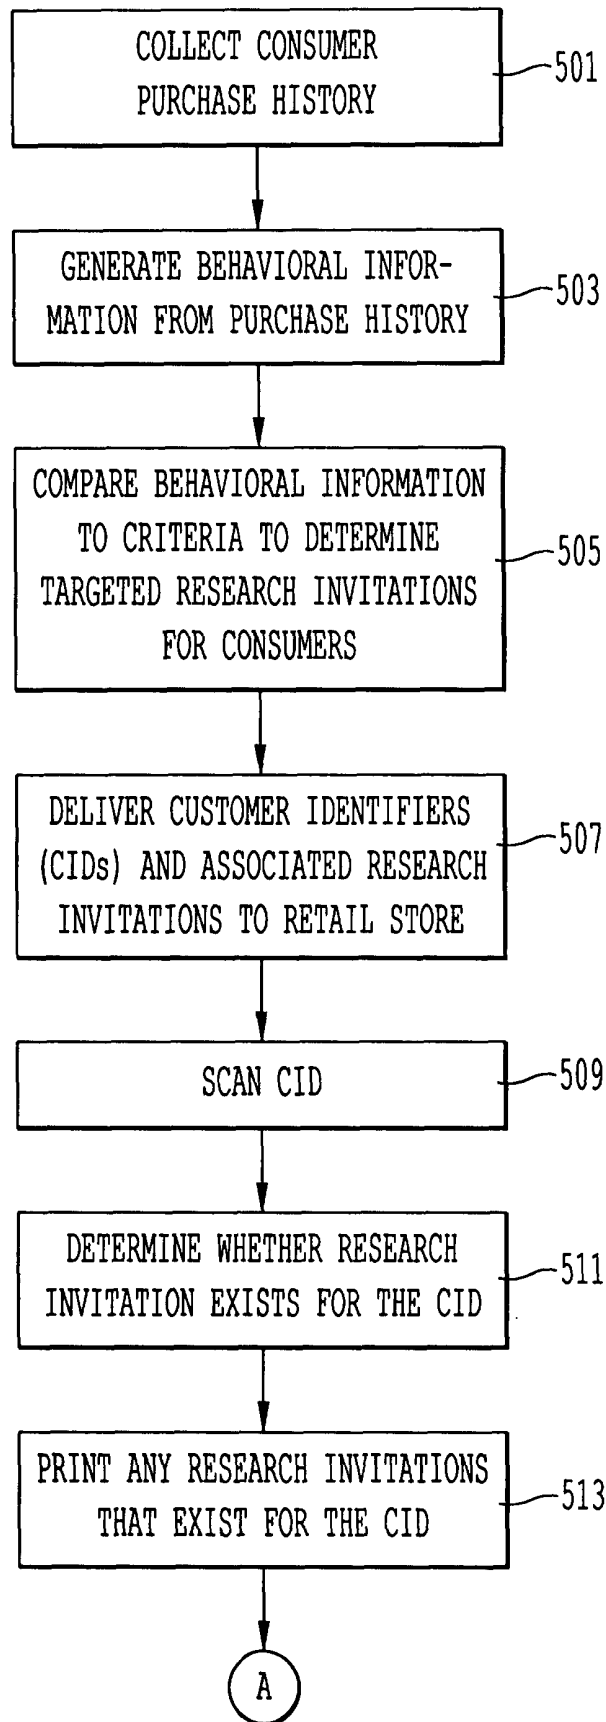 COLLECT CONSUMER
PURCHASE HISTORY
501
GENERATE BEHAVIORAL INFOR-
MATION FROM PURCHASE HISTORY
503
COMPARE BEHAVIORAL INFORMATION
TO CRITERIA TO DETERMINE
TARGETED RESEARCH INVITATIONS
FOR CONSUMERS
505
DELIVER CUSTOMER IDENTIFIERS
(CIDs) AND ASSOCIATED RESEARCH
INVITATIONS TO RETAIL STORE
507
SCAN CID
509
DETERMINE WHETHER RESEARCH
INVITATION EXISTS FOR THE CID
511
PRINT ANY RESEARCH INVITATIONS
THAT EXIST FOR THE CID
513
A